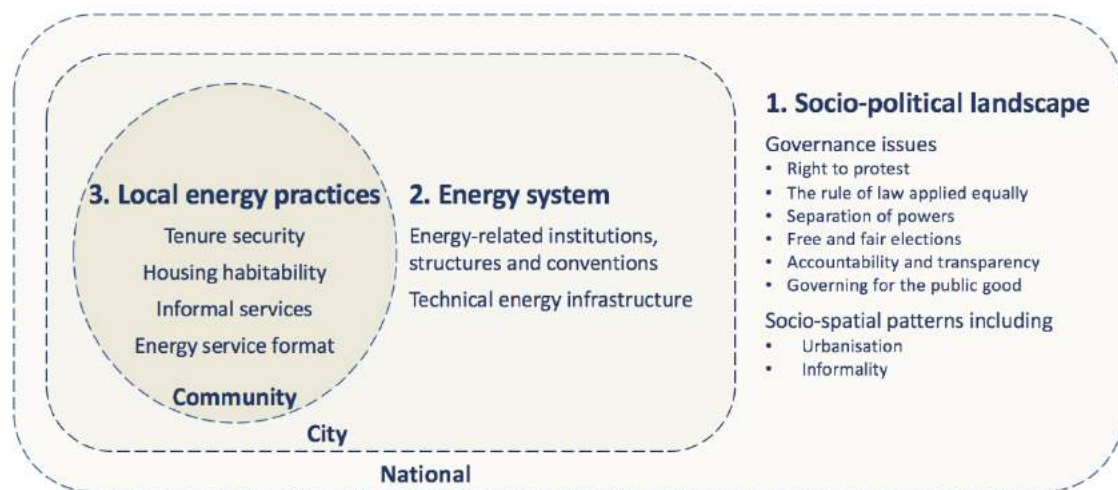 1. Socio-political landscape
Governance issues
• Right to protest
• The rule of law applied equally
• Separation of powers
• Free and fair elections
• Accountability and transparency
• Governing for the public good
Socio-spatial patterns including
• Urbanisation
• Informality
2. Energy system
Energy-related institutions,
structures and conventions
Technical energy infrastructure
3. Local energy practices
Tenure security
Housing habitability
Informal services
Energy service format
Community
City
National